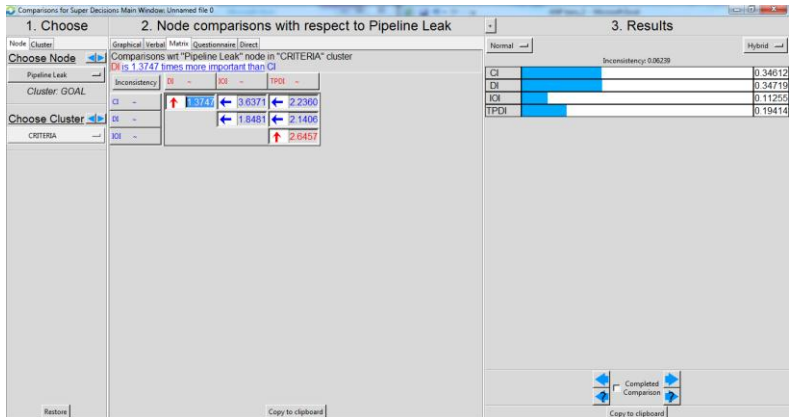 Comparisons for Super Decisions Main Window: Unnamed file 0
1. Choose
2. Node comparisons with respect to Pipeline Leak
3. Results
Node Cluster
Graphical Verbal Matrix Questionnaire Direct
Normal
Hybrid
Choose Node
Comparisons wrt "Pipeline Leak" node in "CRITERIA" cluster
DI is 1.3747 times more important than CI
Inconsistency: 0.06239
Pipeline Leak
Cluster: GOAL
Inconsistency DI ~ IOI ~ TPDI ~
CI ~ 1.3747 3.6371 2.2360
DI ~ 1.8481 2.1406
IOI ~ 2.6457
Choose Cluster
CRITERIA
CI 0.34612
DI 0.34719
IOI 0.11255
TPDI 0.19414
Completed
Comparison
Restore
Copy to clipboard
Copy to clipboard